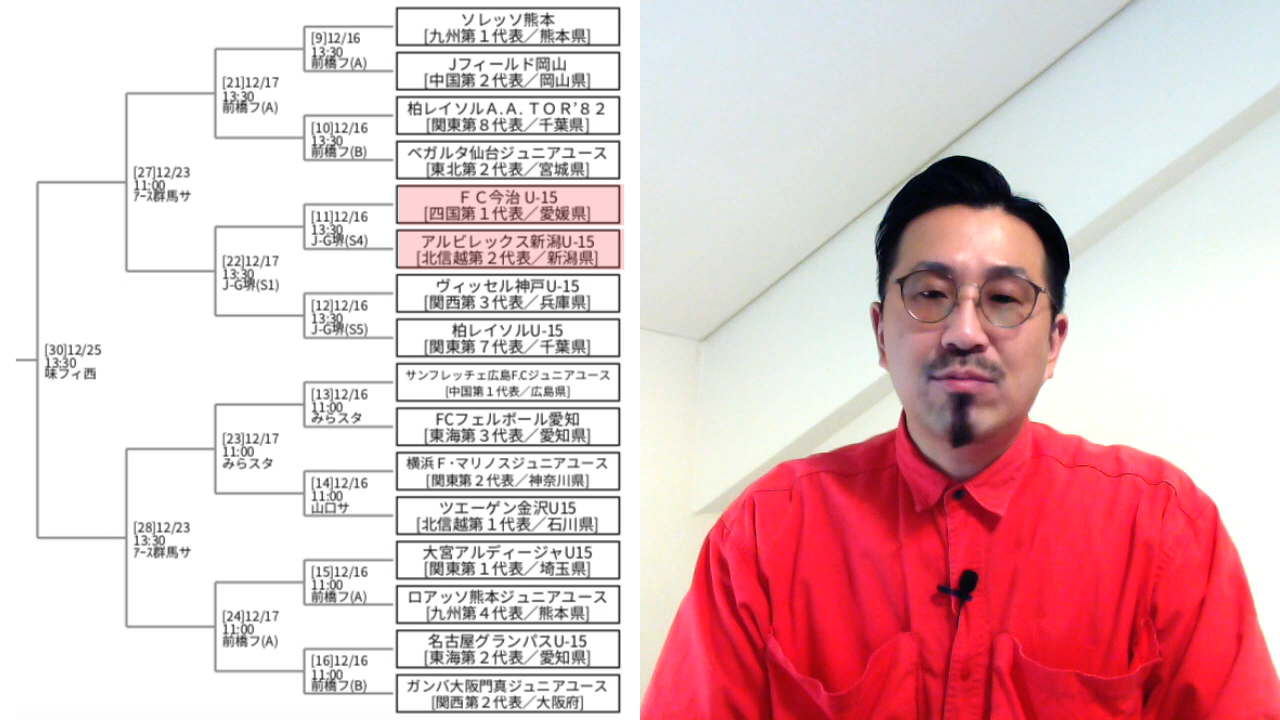 ソレッソ熊本
[九州第１代表／熊本県]
[9]12/16
13:30
前橋フ(A)
Jフィールド岡山
[中国第２代表／岡山県]
[21]12/17
13:30
前橋フ(A)
柏レイソルＡ.Ａ. ＴＯＲ’８２
[関東第８代表／千葉県]
[10]12/16
13:30
前橋フ(B)
ベガルタ仙台ジュニアユース
[東北第２代表／宮城県]
[27]12/23
11:00
ｱｰｽ群馬サ
ＦＣ今治 U-15
[四国第１代表／愛媛県]
[11]12/16
13:30
J-G堺(S4)
アルビレックス新潟U-15
[北信越第２代表／新潟県]
[22]12/17
13:30
J-G堺(S1)
ヴィッセル神戸U-15
[関西第３代表／兵庫県]
[12]12/16
13:30
J-G堺(S5)
柏レイソルU-15
[関東第７代表／千葉県]
[30]12/25
13:30
味フィ西
サンフレッチェ広島F.Cジュニアユース
[中国第１代表／広島県]
[13]12/16
11:00
みらスタ
FCフェルボール愛知
[東海第３代表／愛知県]
[23]12/17
11:00
みらスタ
横浜Ｆ・マリノスジュニアユース
[関東第２代表／神奈川県]
[14]12/16
11:00
山口サ
ツエーゲン金沢U15
[北信越第１代表／石川県]
[28]12/23
13:30
ｱｰｽ群馬サ
大宮アルディージャU15
[関東第１代表／埼玉県]
[15]12/16
11:00
前橋フ(A)
ロアッソ熊本ジュニアユース
[九州第４代表／熊本県]
[24]12/17
11:00
前橋フ(A)
名古屋グランパスU-15
[東海第２代表／愛知県]
[16]12/16
11:00
前橋フ(B)
ガンバ大阪門真ジュニアユース
[関西第２代表／大阪府]